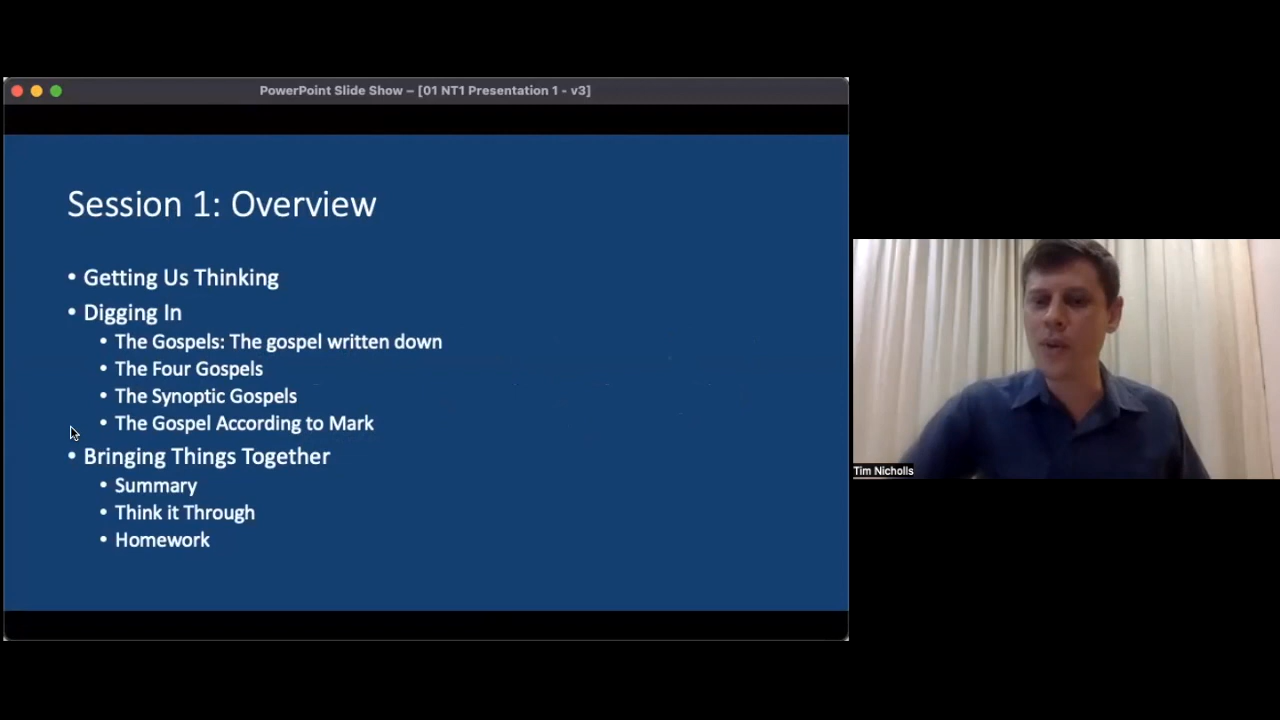 PowerPoint Slide Show – [01 NT1 Presentation 1 - v3]
Session 1: Overview
• Getting Us Thinking
• Digging In
• The Gospels: The gospel written down
• The Four Gospels
• The Synoptic Gospels
• The Gospel According to Mark
• Bringing Things Together
• Summary
• Think it Through
• Homework
Tim Nicholls